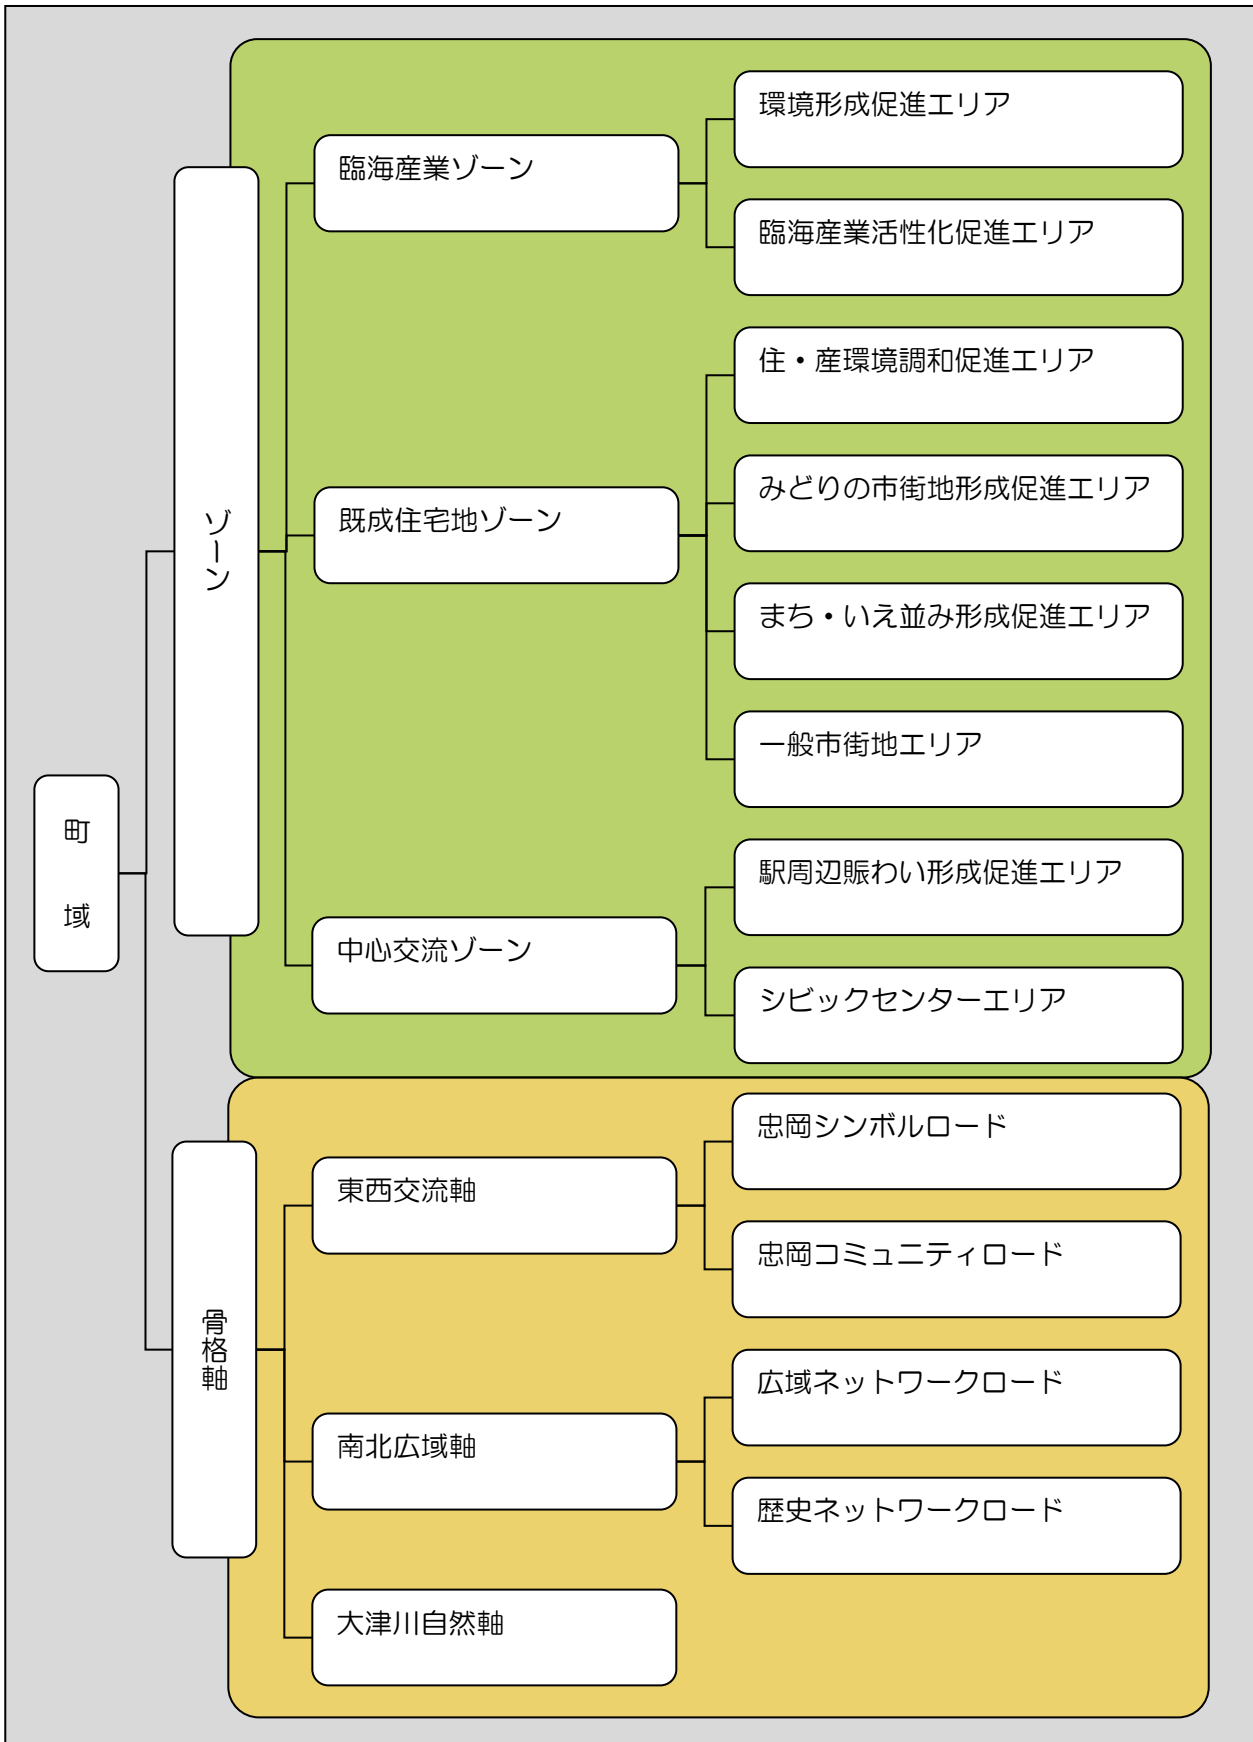 町域
ゾーン
臨海産業ゾーン
環境形成促進エリア
臨海産業活性化促進エリア
既成住宅地ゾーン
住・産環境調和促進エリア
みどりの市街地形成促進エリア
まち・いえ並み形成促進エリア
一般市街地エリア
中心交流ゾーン
駅周辺賑わい形成促進エリア
シビックセンターエリア
骨格軸
東西交流軸
忠岡シンボルロード
忠岡コミュニティロード
南北広域軸
広域ネットワークロード
歴史ネットワークロード
大津川自然軸